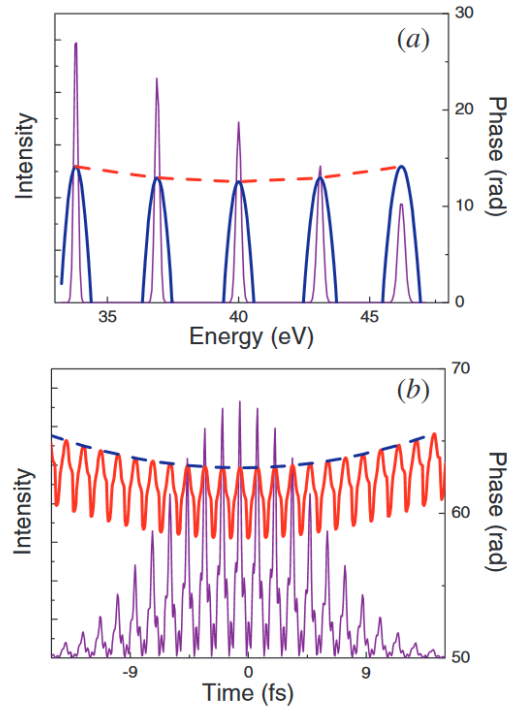 (a)
Intensity
Phase (rad)
30
20
10
0
35
40
45
Energy (eV)
(b)
Intensity
Phase (rad)
70
60
50
-9
0
9
Time (fs)